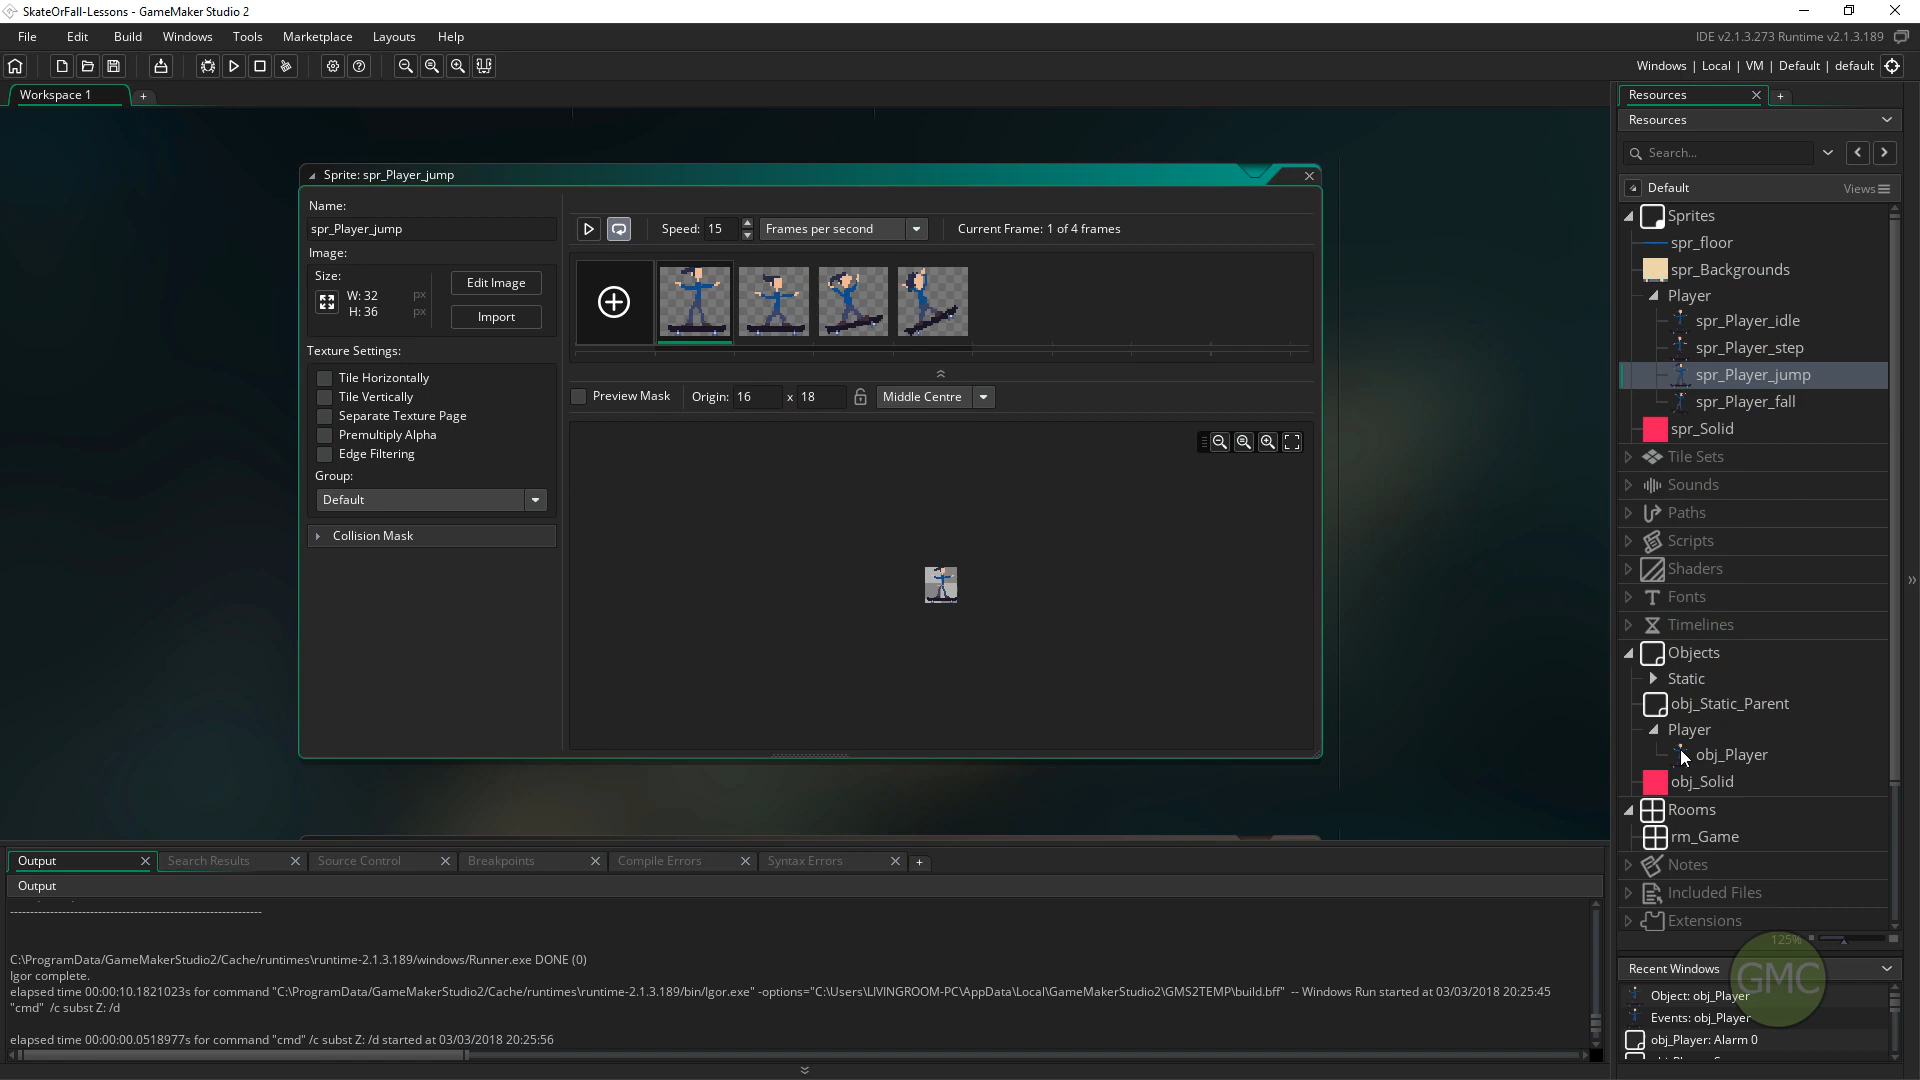 SkateOrFall-Lessons - GameMaker Studio 2
File Edit Build Windows Tools Marketplace Layouts Help
IDE v2.1.3.273 Runtime v2.1.3.189
Windows | Local | VM | Default | default
Workspace 1
Resources
Resources
Search...
Default
Views
Sprites
spr_floor
spr_Backgrounds
Player
spr_Player_idle
spr_Player_step
spr_Player_jump
spr_Player_fall
spr_Solid
Tile Sets
Sounds
Paths
Scripts
Shaders
Fonts
Timelines
Objects
Static
obj_Static_Parent
Player
obj_Player
obj_Solid
Rooms
rm_Game
Notes
Included Files
Extensions
125%
Recent Windows
Object: obj_Player
Events: obj_Player
obj_Player: Alarm 0
GMC
Sprite: spr_Player_jump
Name:
spr_Player_jump
Image:
Size:
W: 32 px
H: 36 px
Edit Image
Import
Texture Settings:
Tile Horizontally
Tile Vertically
Separate Texture Page
Premultiply Alpha
Edge Filtering
Group:
Default
Collision Mask
Speed: 15 Frames per second Current Frame: 1 of 4 frames
Preview Mask Origin: 16 x 18 Middle Centre
Output Search Results Source Control Breakpoints Compile Errors Syntax Errors
Output
C:\ProgramData/GameMakerStudio2/Cache/runtimes\runtime-2.1.3.189/windows/Runner.exe DONE (0)
Igor complete.
elapsed time 00:00:10.1821023s for command "C:\ProgramData/GameMakerStudio2/Cache/runtimes\runtime-2.1.3.189/bin/Igor.exe" -options="C:\Users\LIVINGROOM-PC\AppData\Local\GameMakerStudio2\GMS2TEMP\build.bff" -- Windows Run started at 03/03/2018 20:25:45
"cmd" /c subst Z: /d
elapsed time 00:00:00.0518977s for command "cmd" /c subst Z: /d started at 03/03/2018 20:25:56